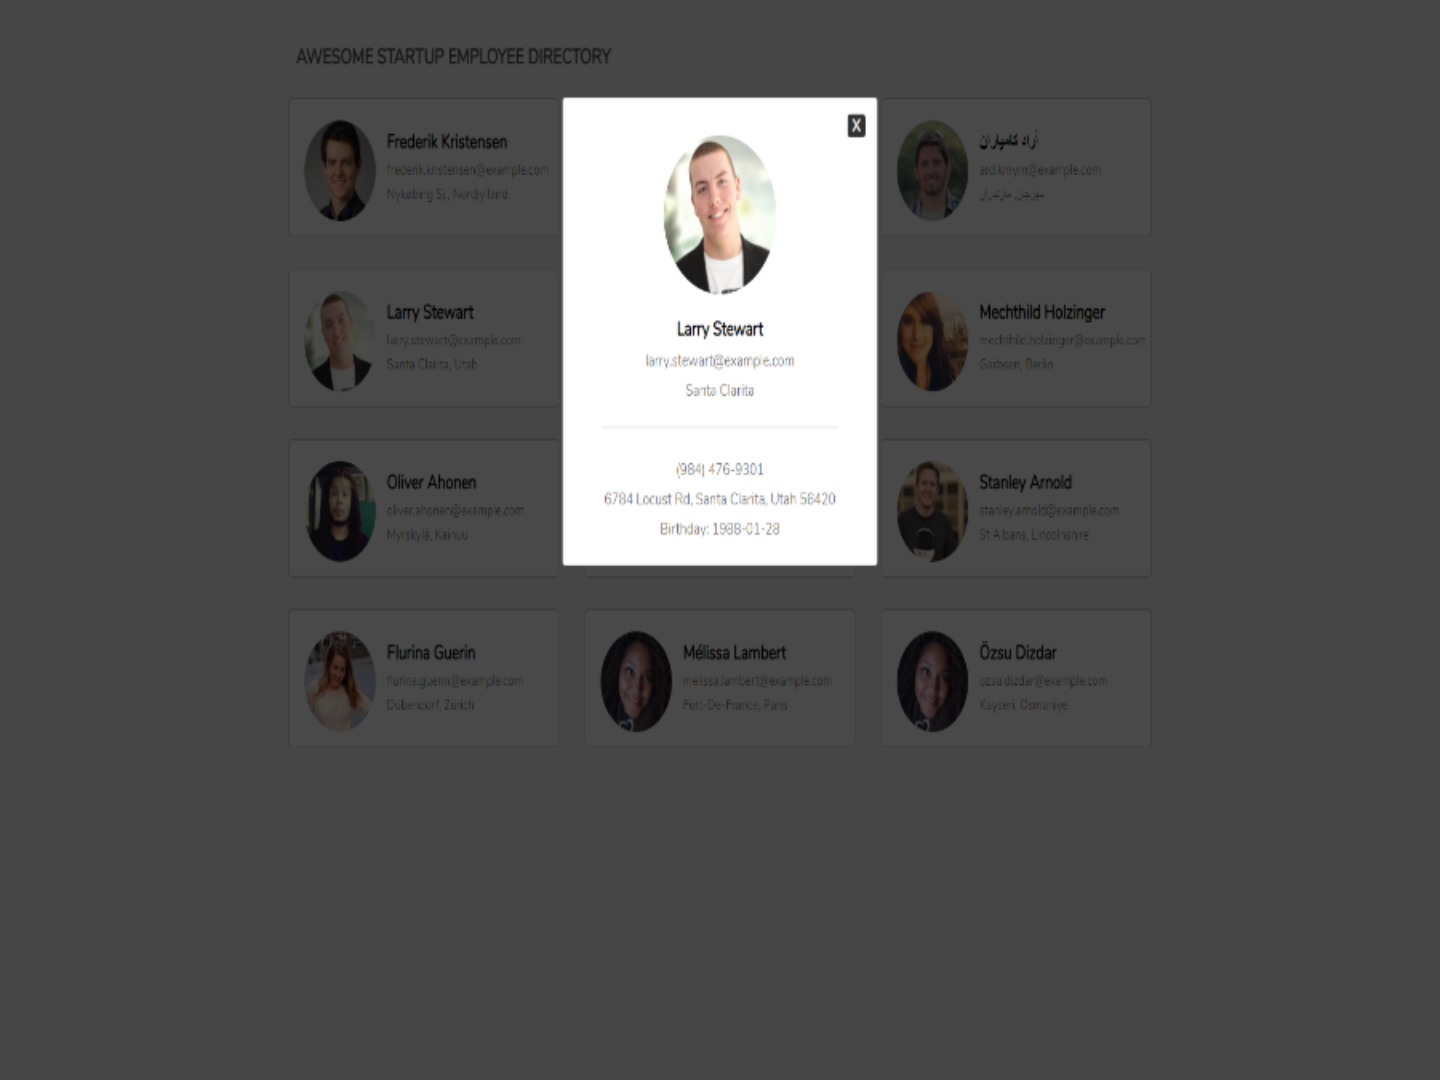 AWESOME STARTUP EMPLOYEE DIRECTORY
Frederik Kristensen
frederik.kristensen@example.com
Nykøbing Sj., Nordjylland
X
Larry Stewart
larry.stewart@example.com
Santa Clarita
(984) 476-9301
6784 Locust Rd, Santa Clarita, Utah 56420
Birthday: 1988-01-28
آراد كامياران
ard.kmyrn@example.com
Larry Stewart
larry.stewart@example.com
Santa Clarita, Utah
Mechthild Holzinger
mechthild.holzinger@example.com
Garbsen, Berlin
Oliver Ahonen
oliver.ahonen@example.com
Myrskylä, Kainuu
Stanley Arnold
stanley.arnold@example.com
St Albans, Lincolnshire
Flurina Guerin
flurina.guerin@example.com
Dübendorf, Zürich
Mélissa Lambert
melissa.lambert@example.com
Fort-De-France, Paris
Özsu Dizdar
ozsu.dizdar@example.com
Kayseri, Osmaniye